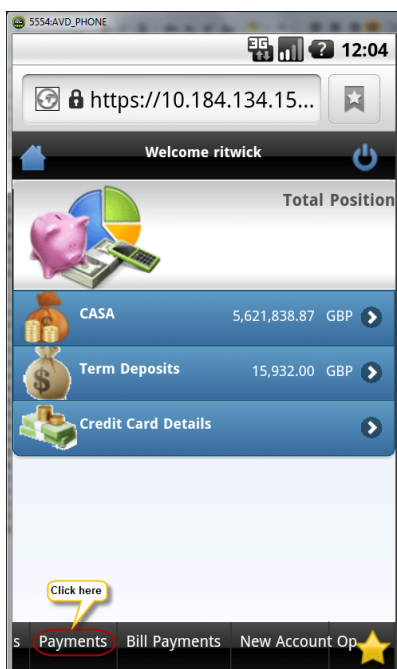 5554:AVD_PHONE
3G 12:04
https://10.184.134.15...
Welcome ritwick
Total Position
CASA 5,621,838.87 GBP
Term Deposits 15,932.00 GBP
Credit Card Details
Click here
s Payments Bill Payments New Account Op